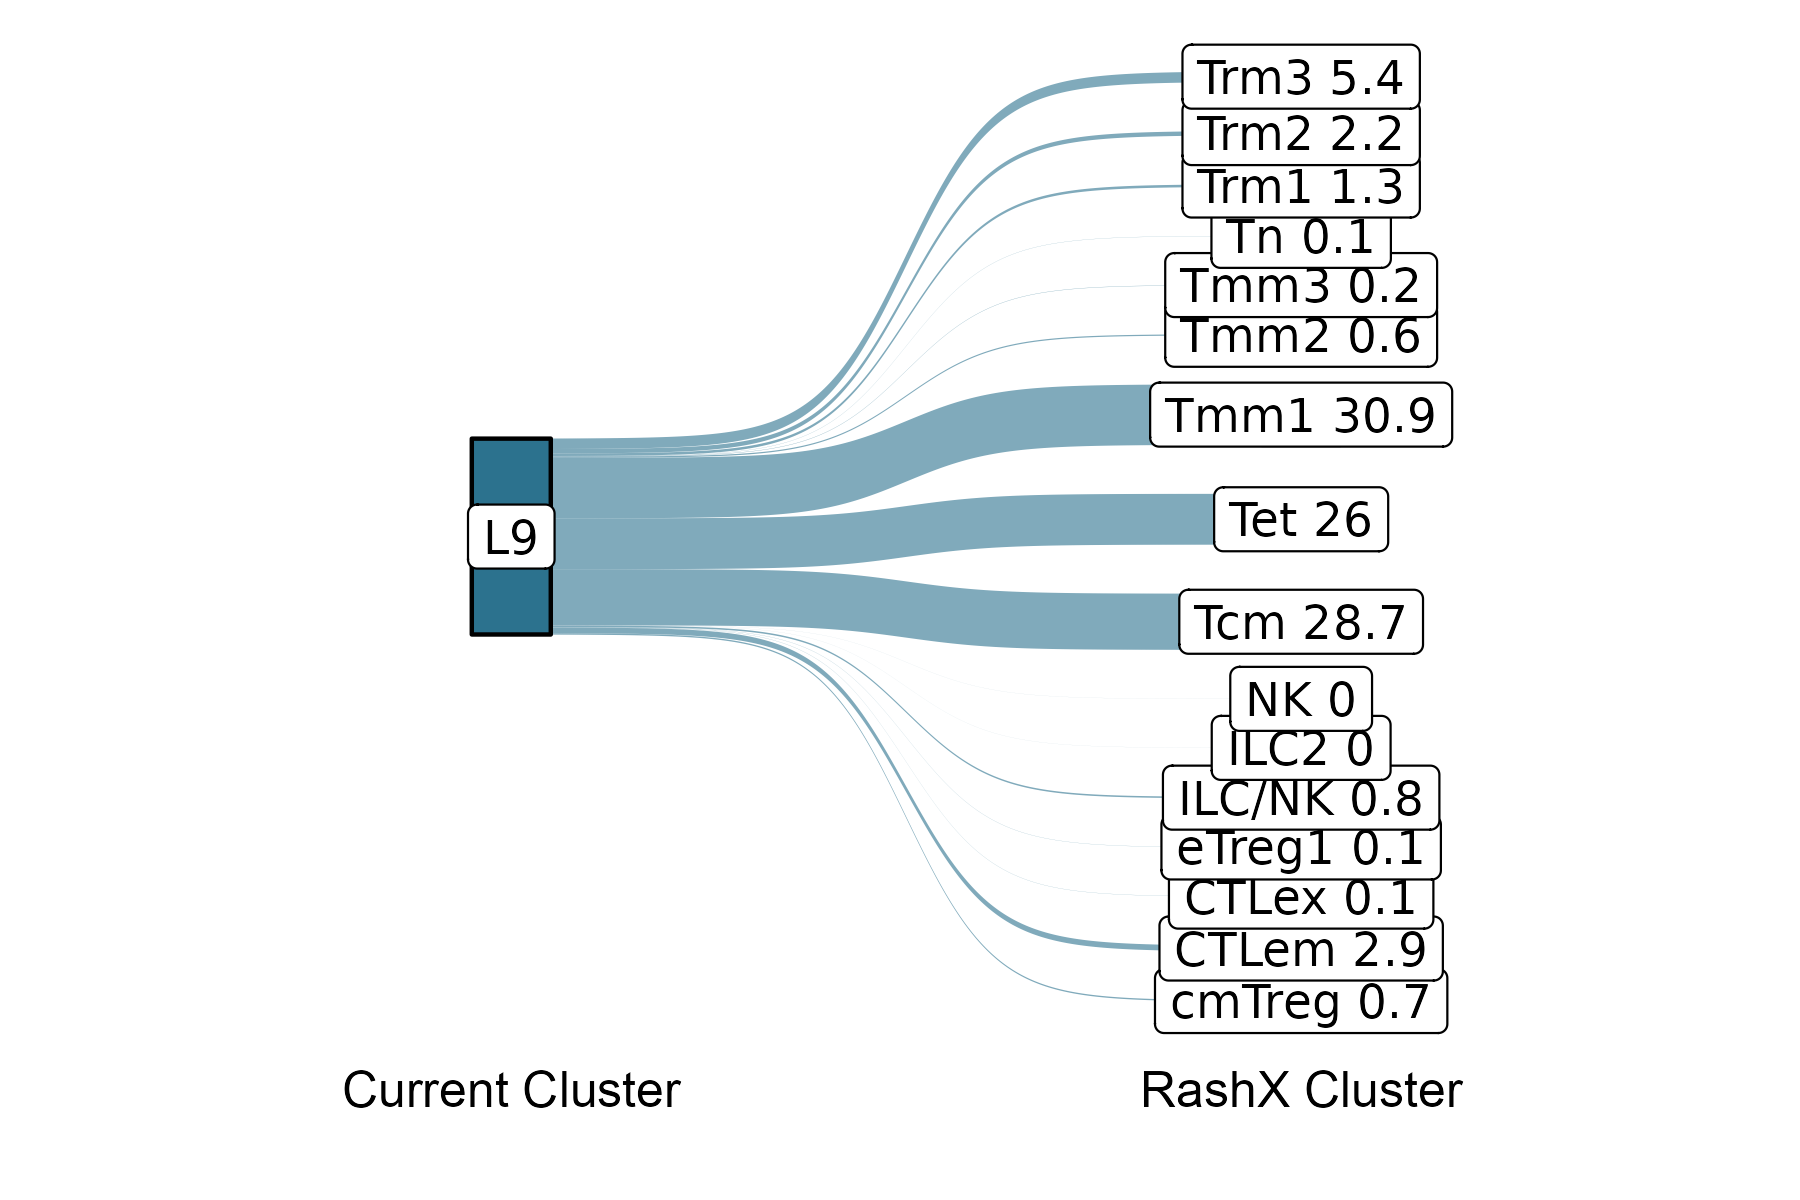 Trm3 5.4
Trm2 2.2
Trm1 1.3
Tn 0.1
Tmm3 0.2
Tmm2 0.6
Tmm1 30.9
Tet 26
L9
Tcm 28.7
NK 0
ILC2 0
ILC/NK 0.8
eTreg1 0.1
CTLex 0.1
CTLem 2.9
cmTreg 0.7
Current Cluster
RashX Cluster